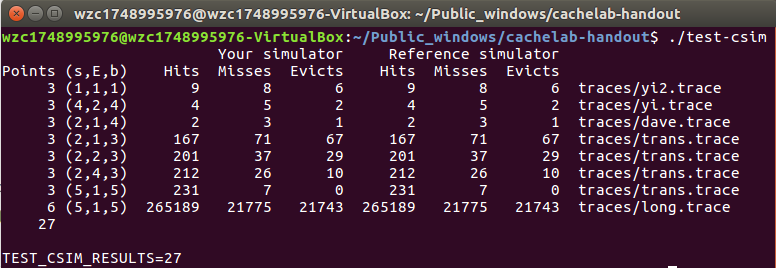 wzc1748995976@wzc1748995976-VirtualBox: ~/Public_windows/cachelab-handout
wzc1748995976@wzc1748995976-VirtualBox:~/Public_windows/cachelab-handout$ ./test-csim
                        Your simulator     Reference simulator
Points (s,E,b)    Hits  Misses  Evicts    Hits  Misses  Evicts
     3 (1,1,1)       9       8       6       9       8       6  traces/yi2.trace
     3 (4,2,4)       4       5       2       4       5       2  traces/yi.trace
     3 (2,1,4)       2       3       1       2       3       1  traces/dave.trace
     3 (2,1,3)     167      71      67     167      71      67  traces/trans.trace
     3 (2,2,3)     201      37      29     201      37      29  traces/trans.trace
     3 (2,4,3)     212      26      10     212      26      10  traces/trans.trace
     3 (5,1,5)     231       7       0     231       7       0  traces/trans.trace
     6 (5,1,5)  265189   21775   21743  265189   21775   21743  traces/long.trace
    27

TEST_CSIM_RESULTS=27